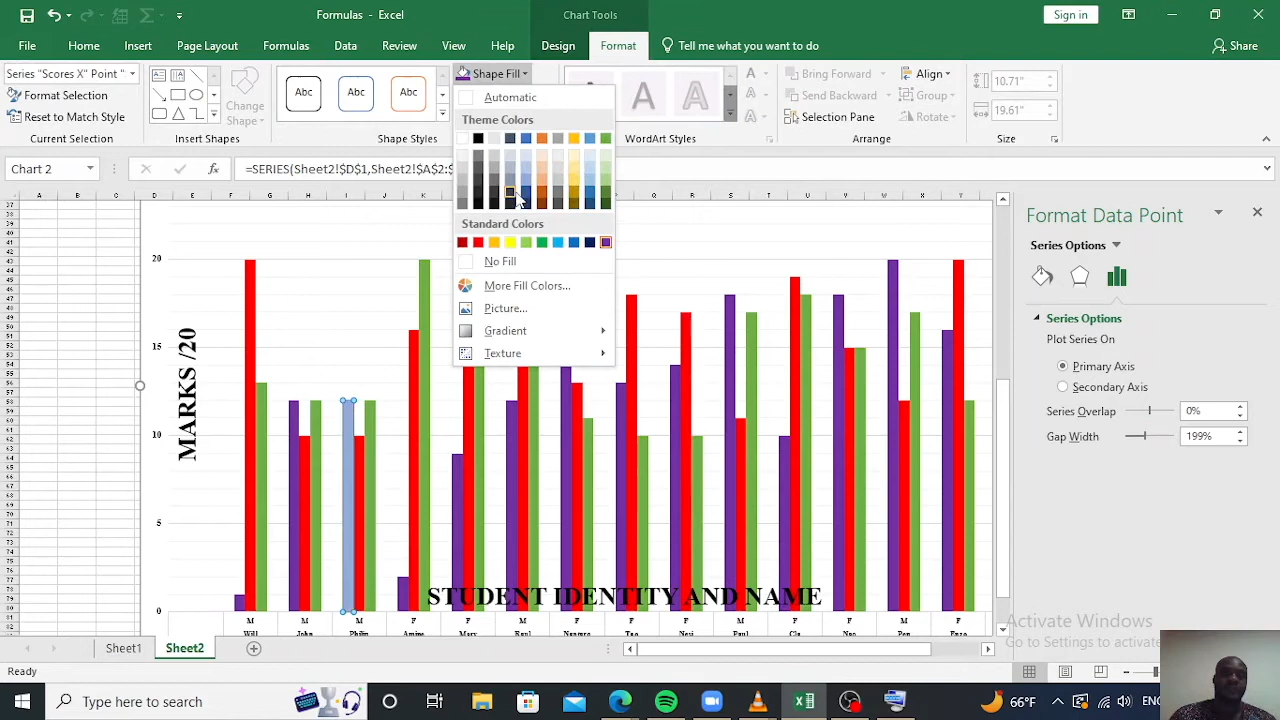 Formulas - Excel
Chart Tools
Sign in
File Home Insert Page Layout Formulas Data Review View Help Design Format Tell me what you want to do Share
Series "Scores X" Point "
Format Selection
Reset to Match Style
Current Selection
Change
Shape
Insert Shapes
Abc Abc Abc
Shape Styles
Shape Fill
Automatic
Theme Colors
Standard Colors
No Fill
More Fill Colors...
Picture...
Gradient
Texture
A A A
WordArt Styles
Bring Forward
Send Backward
Selection Pane
Align
Group
Rotate
Arrange
10.71"
19.61"
Size
Chart 2
fx
=SERIES(Sheet2!$D$1,Sheet2!$A$2:$
B C D E F G H I J K L M N O P Q R S T
MARKS /20
20
15
10
5
0
M F M F M M F M F M F F M F
STUDENT IDENTITY AND NAME
Format Data Point
Series Options
Series Options
Plot Series On
Primary Axis
Secondary Axis
Series Overlap 0%
Gap Width 199%
Activate Windows
Go to Settings to activate
Sheet1 Sheet2
Ready
Type here to search
66°F
ENG